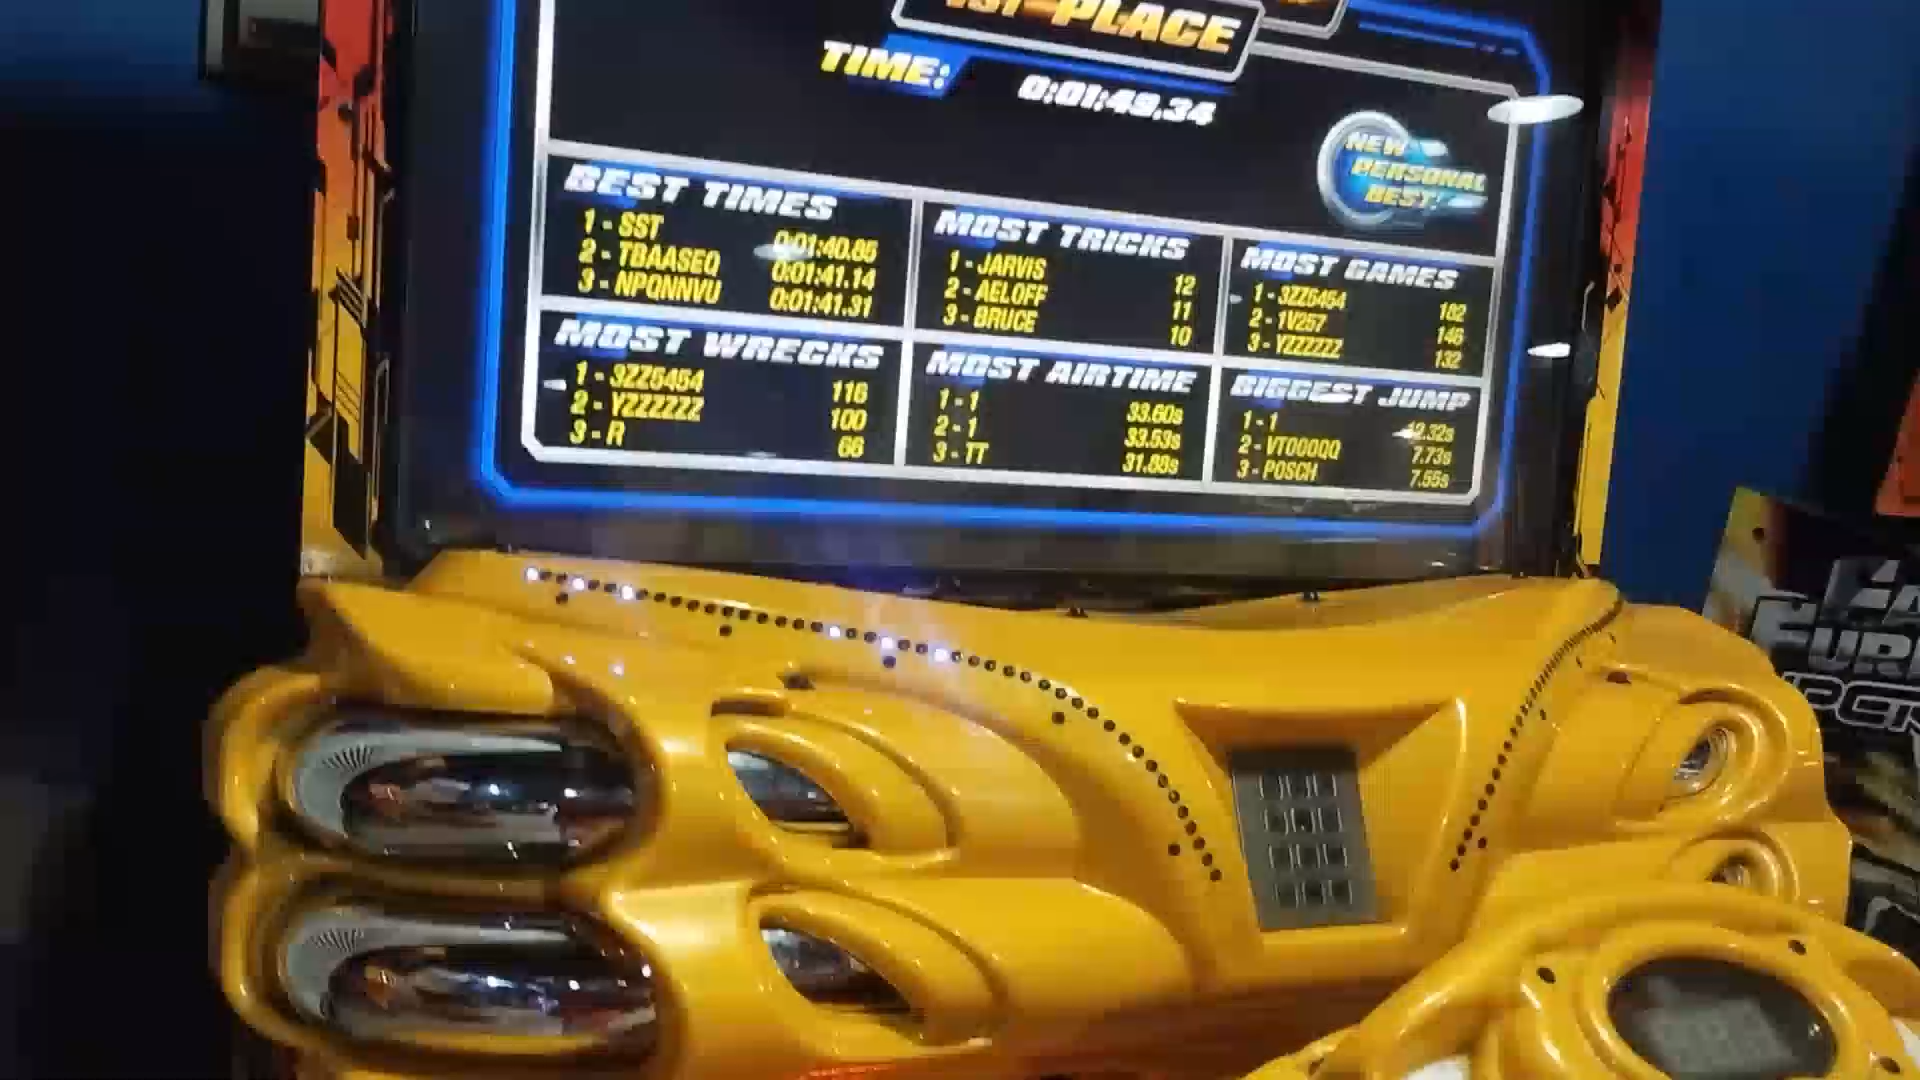 1ST PLACE
TIME: 0:01:49.34
NEW
PERSONAL
BEST!
BEST TIMES
1 - SST 0:01:40.85
2 - TBAASEQ 0:01:41.14
3 - NPQNNVU 0:01:41.31
MOST TRICKS
1 - JARVIS 12
2 - AELOFF 11
3 - BRUCE 10
MOST GAMES
1 - 3ZZ5454 182
2 - 1V257 146
3 - YZZZZZZ 132
MOST WRECKS
1 - 3ZZ5454 116
2 - YZZZZZZ 100
3 - R 66
MOST AIRTIME
1 - 1 33.60s
2 - 1 33.53s
3 - TT 31.88s
BIGGEST JUMP
1 - 1 12.32s
2 - VTOOOQQ 7.73s
3 - POSCH 7.55s